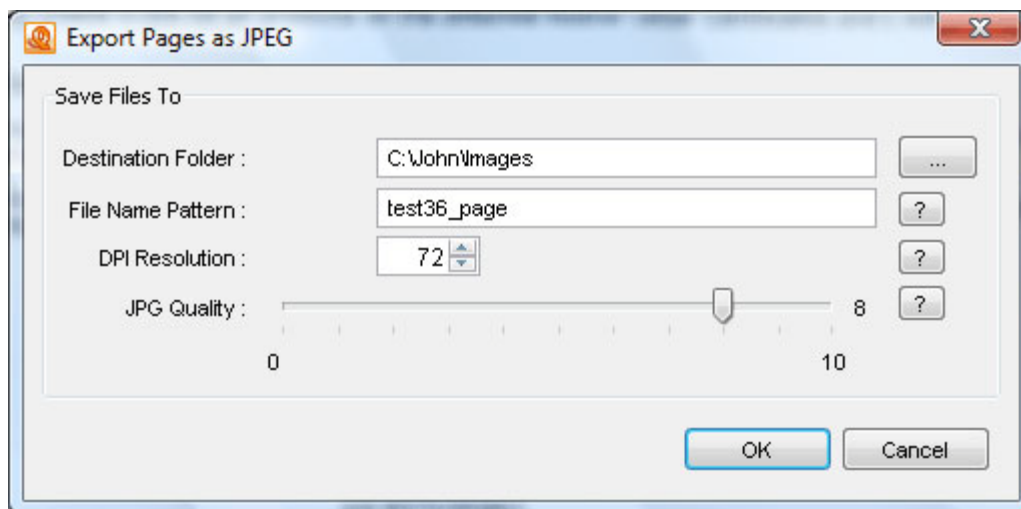 Export Pages as JPEG
Save Files To
Destination Folder : C:\John\Images ...
File Name Pattern : test36_page ?
DPI Resolution : 72 ?
JPG Quality : 8 ?
0 10
OK Cancel